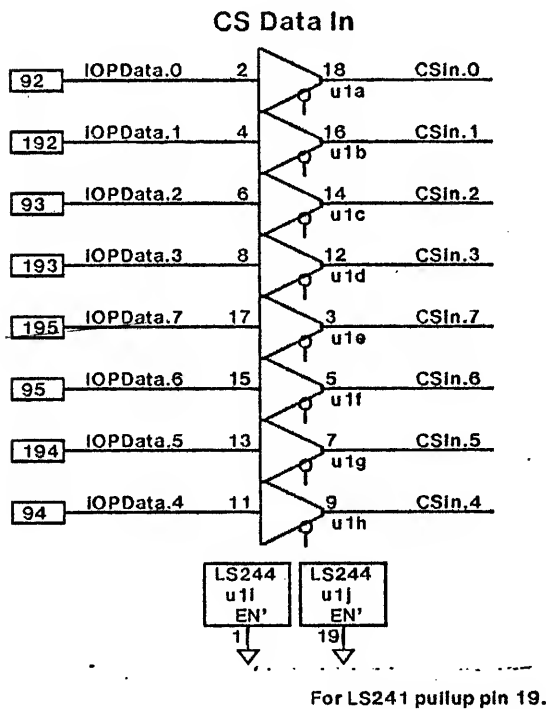 CS Data In
92 IOPData.0 2 18 CSIn.0
u1a
192 IOPData.1 4 16 CSIn.1
u1b
93 IOPData.2 6 14 CSIn.2
u1c
193 IOPData.3 8 12 CSIn.3
u1d
195 IOPData.7 17 3 CSIn.7
u1e
95 IOPData.6 15 5 CSIn.6
u1f
194 IOPData.5 13 7 CSIn.5
u1g
94 IOPData.4 11 9 CSIn.4
u1h
LS244 LS244
u1i u1j
EN' EN'
1 19
For LS241 pullup pin 19.